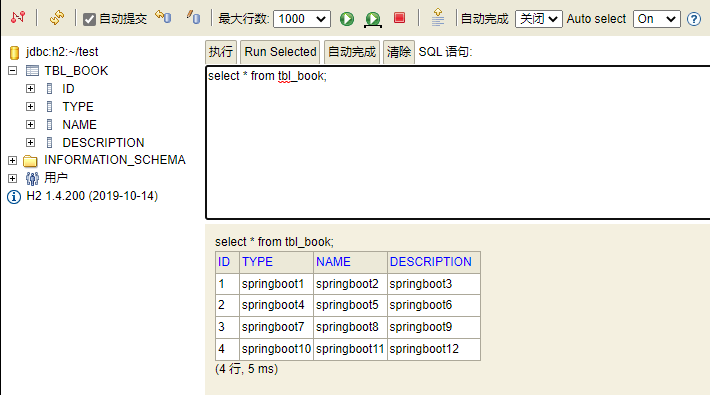 自动提交 最大行数: 1000 自动完成 关闭 Auto select On ?
jdbc:h2:~/test
TBL_BOOK
ID
TYPE
NAME
DESCRIPTION
INFORMATION_SCHEMA
用户
H2 1.4.200 (2019-10-14)
执行 Run Selected 自动完成 清除 SQL 语句:
select * from tbl_book;
select * from tbl_book;
ID TYPE NAME DESCRIPTION
1 springboot1 springboot2 springboot3
2 springboot4 springboot5 springboot6
3 springboot7 springboot8 springboot9
4 springboot10 springboot11 springboot12
(4 行, 5 ms)